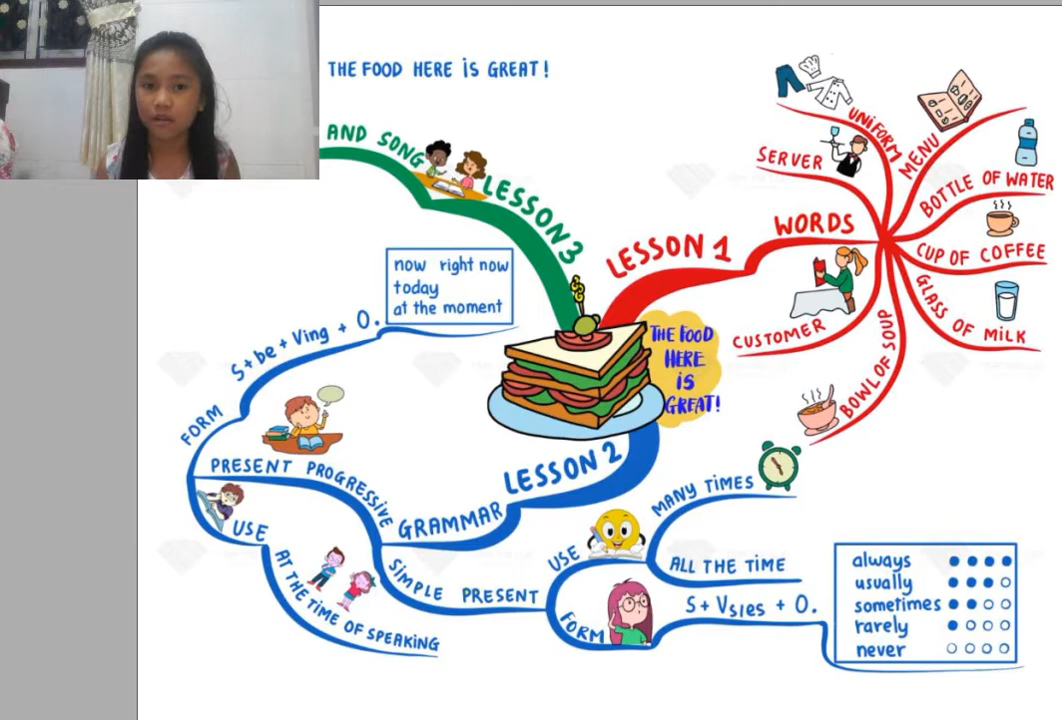 THE FOOD HERE iS GREAT!
AND SONG
LESSON 3
LESSON 1
WORDS
UNiFORM
MENU
SERVER
BOTTLE OF WATER
CUP OF COFFEE
GLASS OF MiLK
CUSTOMER
BOWL OF SOUP
THE FOOD
HERE
iS
GREAT!
LESSON 2
GRAMMAR
PRESENT PROGRESSiVE
FORM
S+be+Ving + O.
now right now
today
at the moment
USE
AT THE TIME OF SPEAKING
SiMPLE PRESENT
USE
MANY TIMES
ALL THE TIME
FORM
S+ Vs/es + O.
always
usually
sometimes
rarely
never